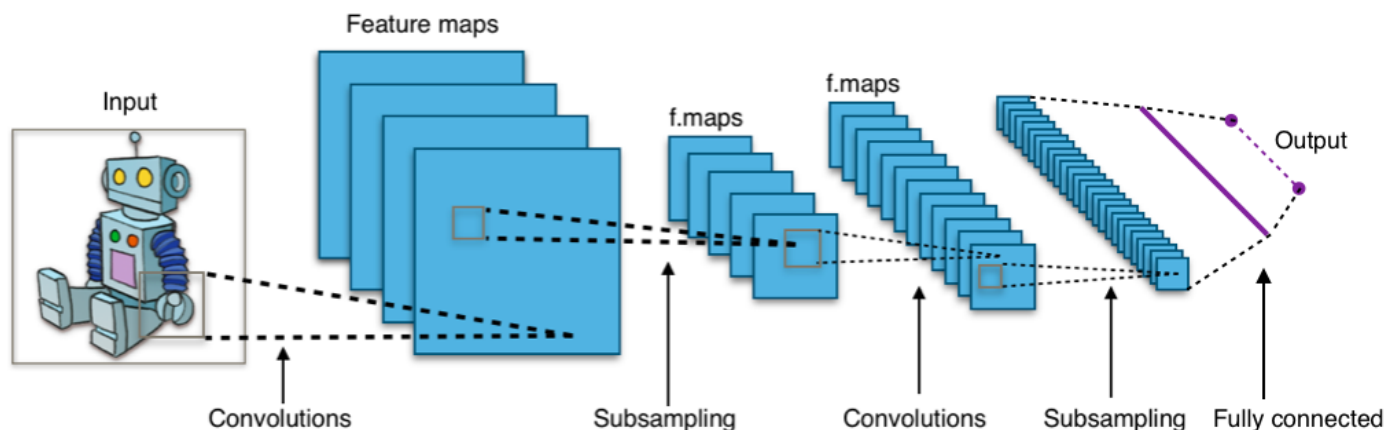 Feature maps
f.maps
Input
f.maps
Output
Convolutions
Subsampling
Convolutions
Subsampling
Fully connected